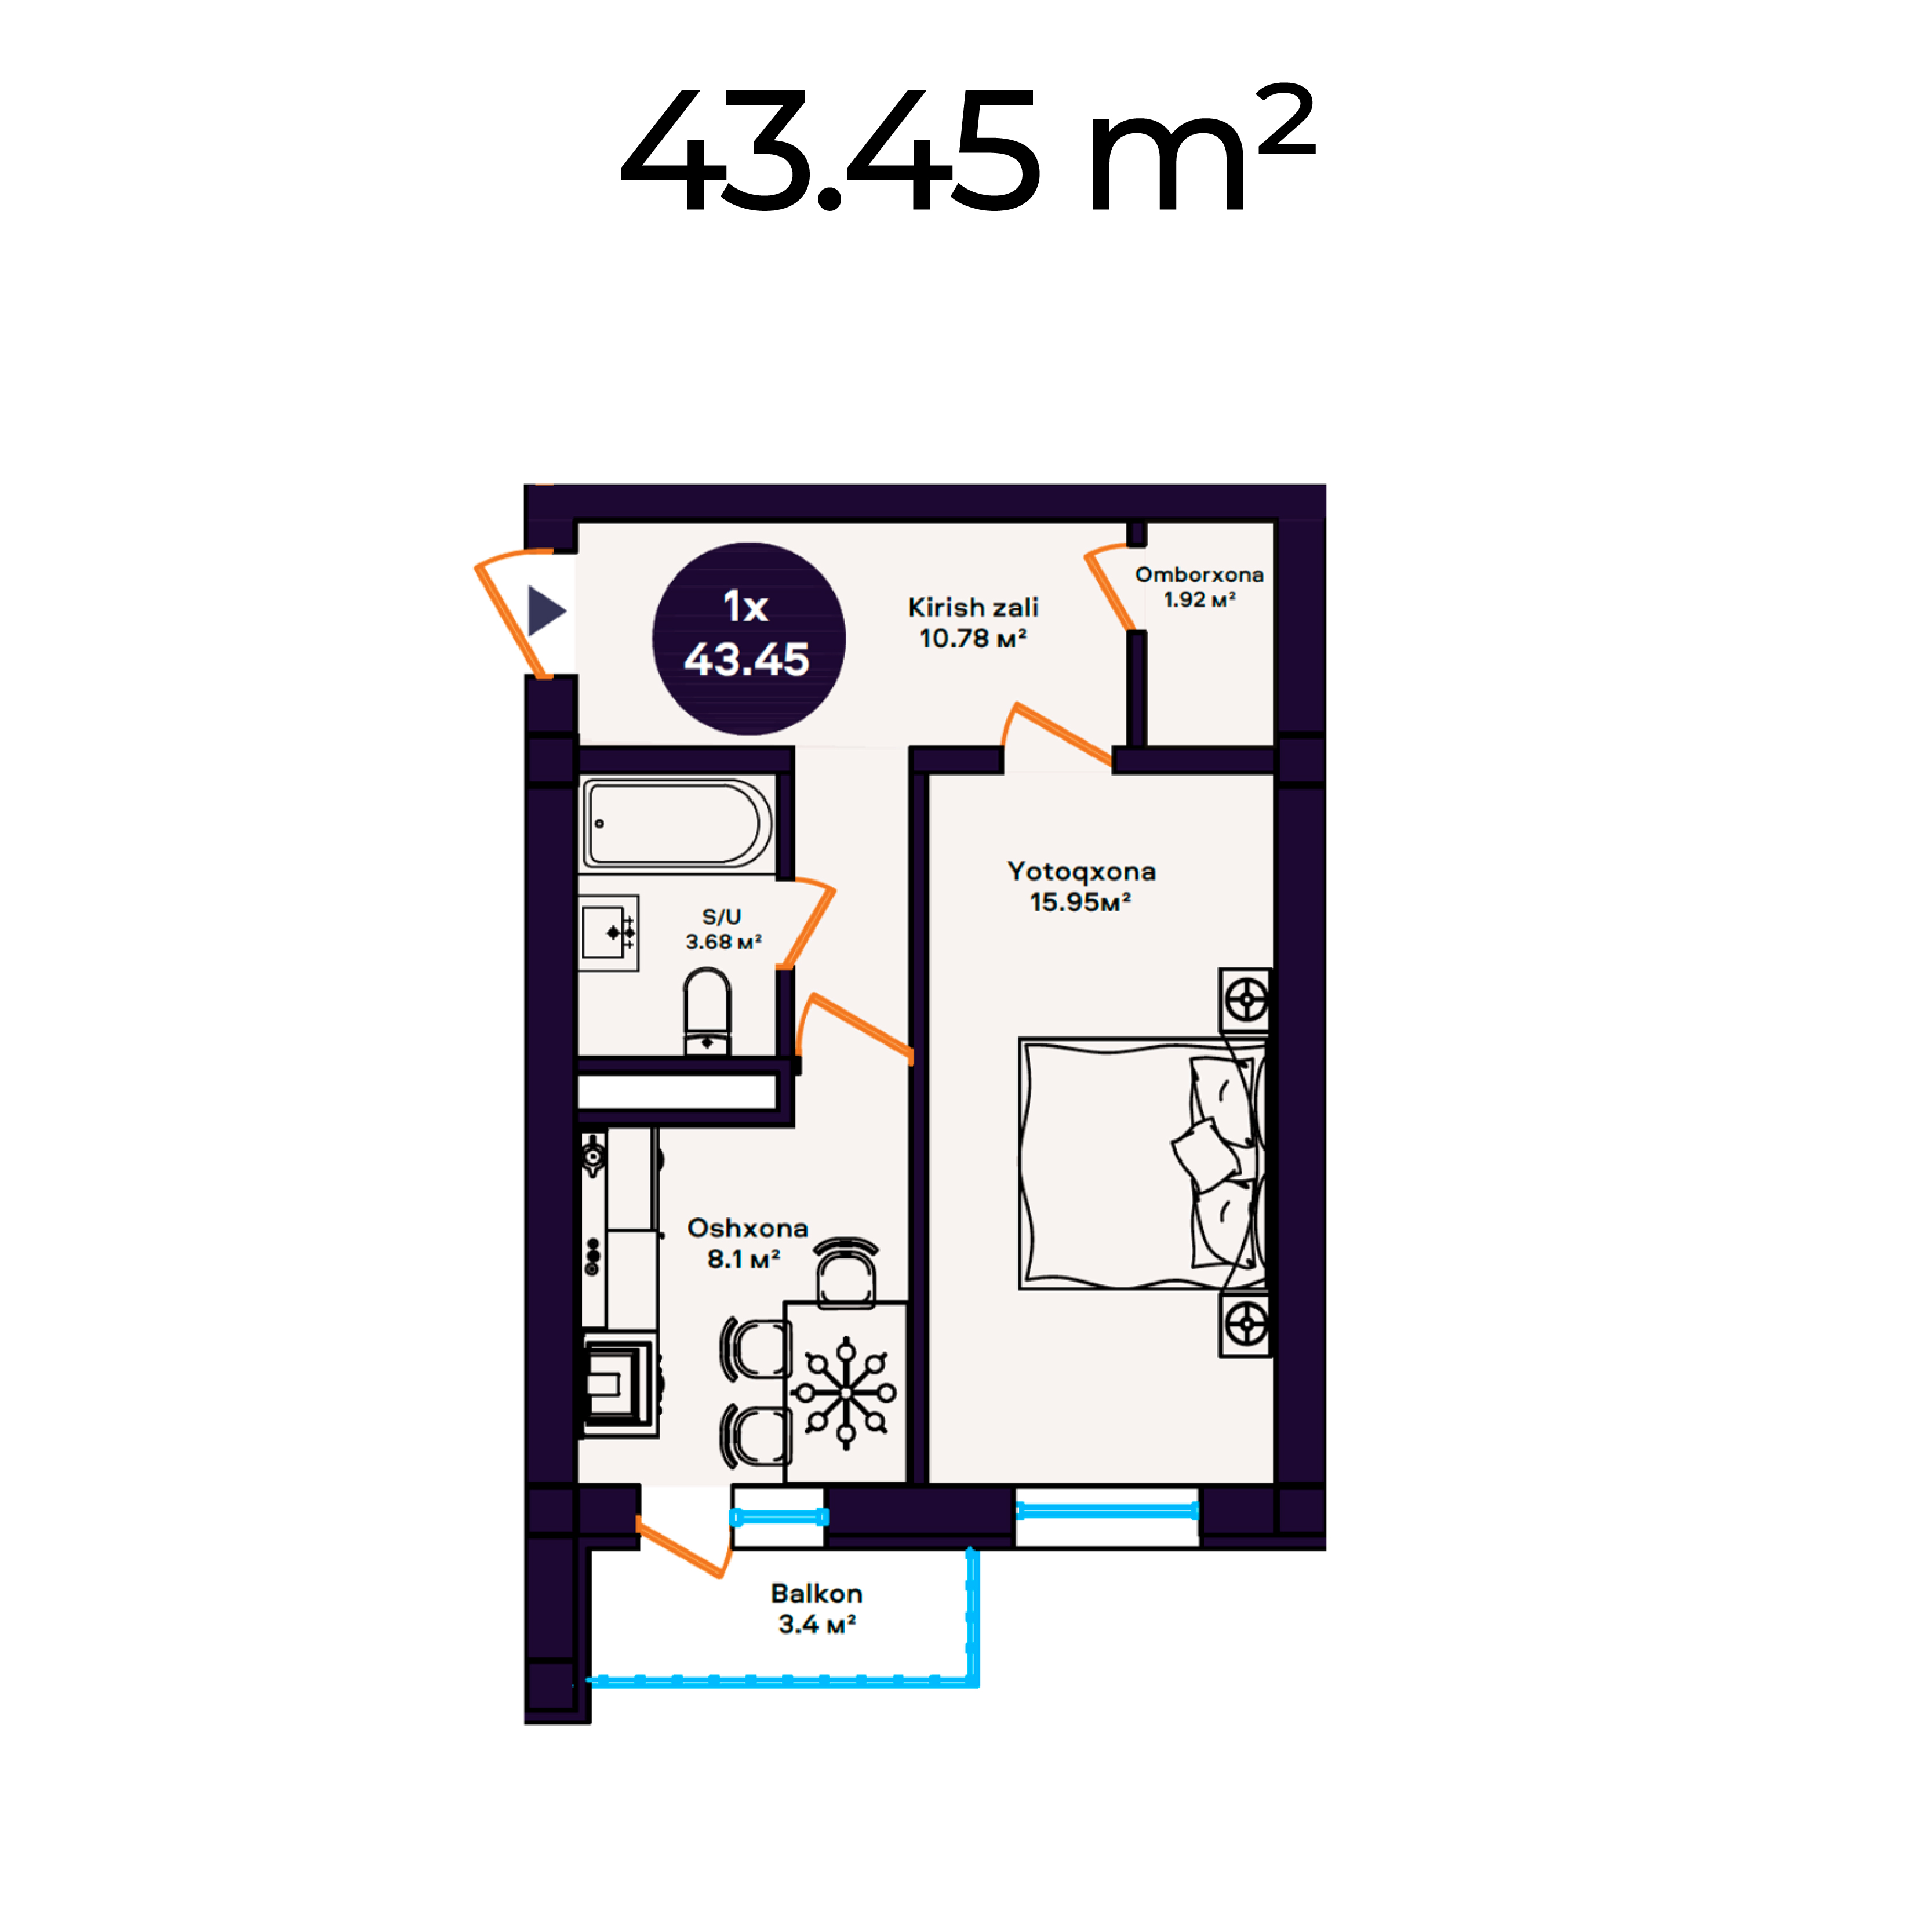 43.45 m²
1x
43.45
Kirish zali
10.78 м²
Omborxona
1.92 м²
Yotoqxona
15.95м²
S/U
3.68 м²
Oshxona
8.1 м²
Balkon
3.4 м²